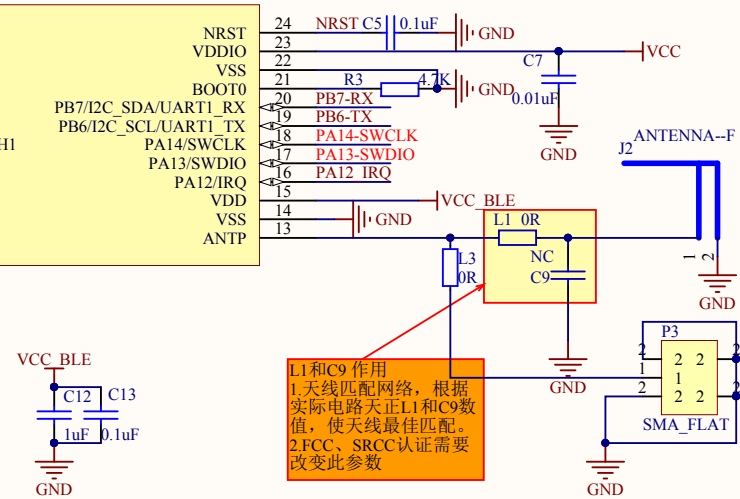 NRST 24 NRST C5 0.1uF GND
VDDIO 23 VCC
VSS 22 C7
BOOT0 21 R3 4.7K GND 0.01uF
PB7/I2C_SDA/UART1_RX 20 PB7-RX
PB6/I2C_SCL/UART1_TX 19 PB6-TX
PA14/SWCLK 18 PA14-SWCLK
H1
PA13/SWDIO 17 PA13-SWDIO GND
PA12/IRQ 16 PA12 IRQ
VDD 15 VCC_BLE
VSS 14 GND
ANTP 13
J2 ANTENNA--F
L1 0R
NC
C9
L3
0R
1 2
GND
GND
P3
2 2 2 2
1 1
2 2 2 2
SMA_FLAT
GND
VCC_BLE
C12 C13
1uF 0.1uF
GND
L1和C9 作用
1.天线匹配网络，根据
实际电路天正L1和C9数
值，使天线最佳匹配。
2.FCC、SRCC认证需要
改变此参数